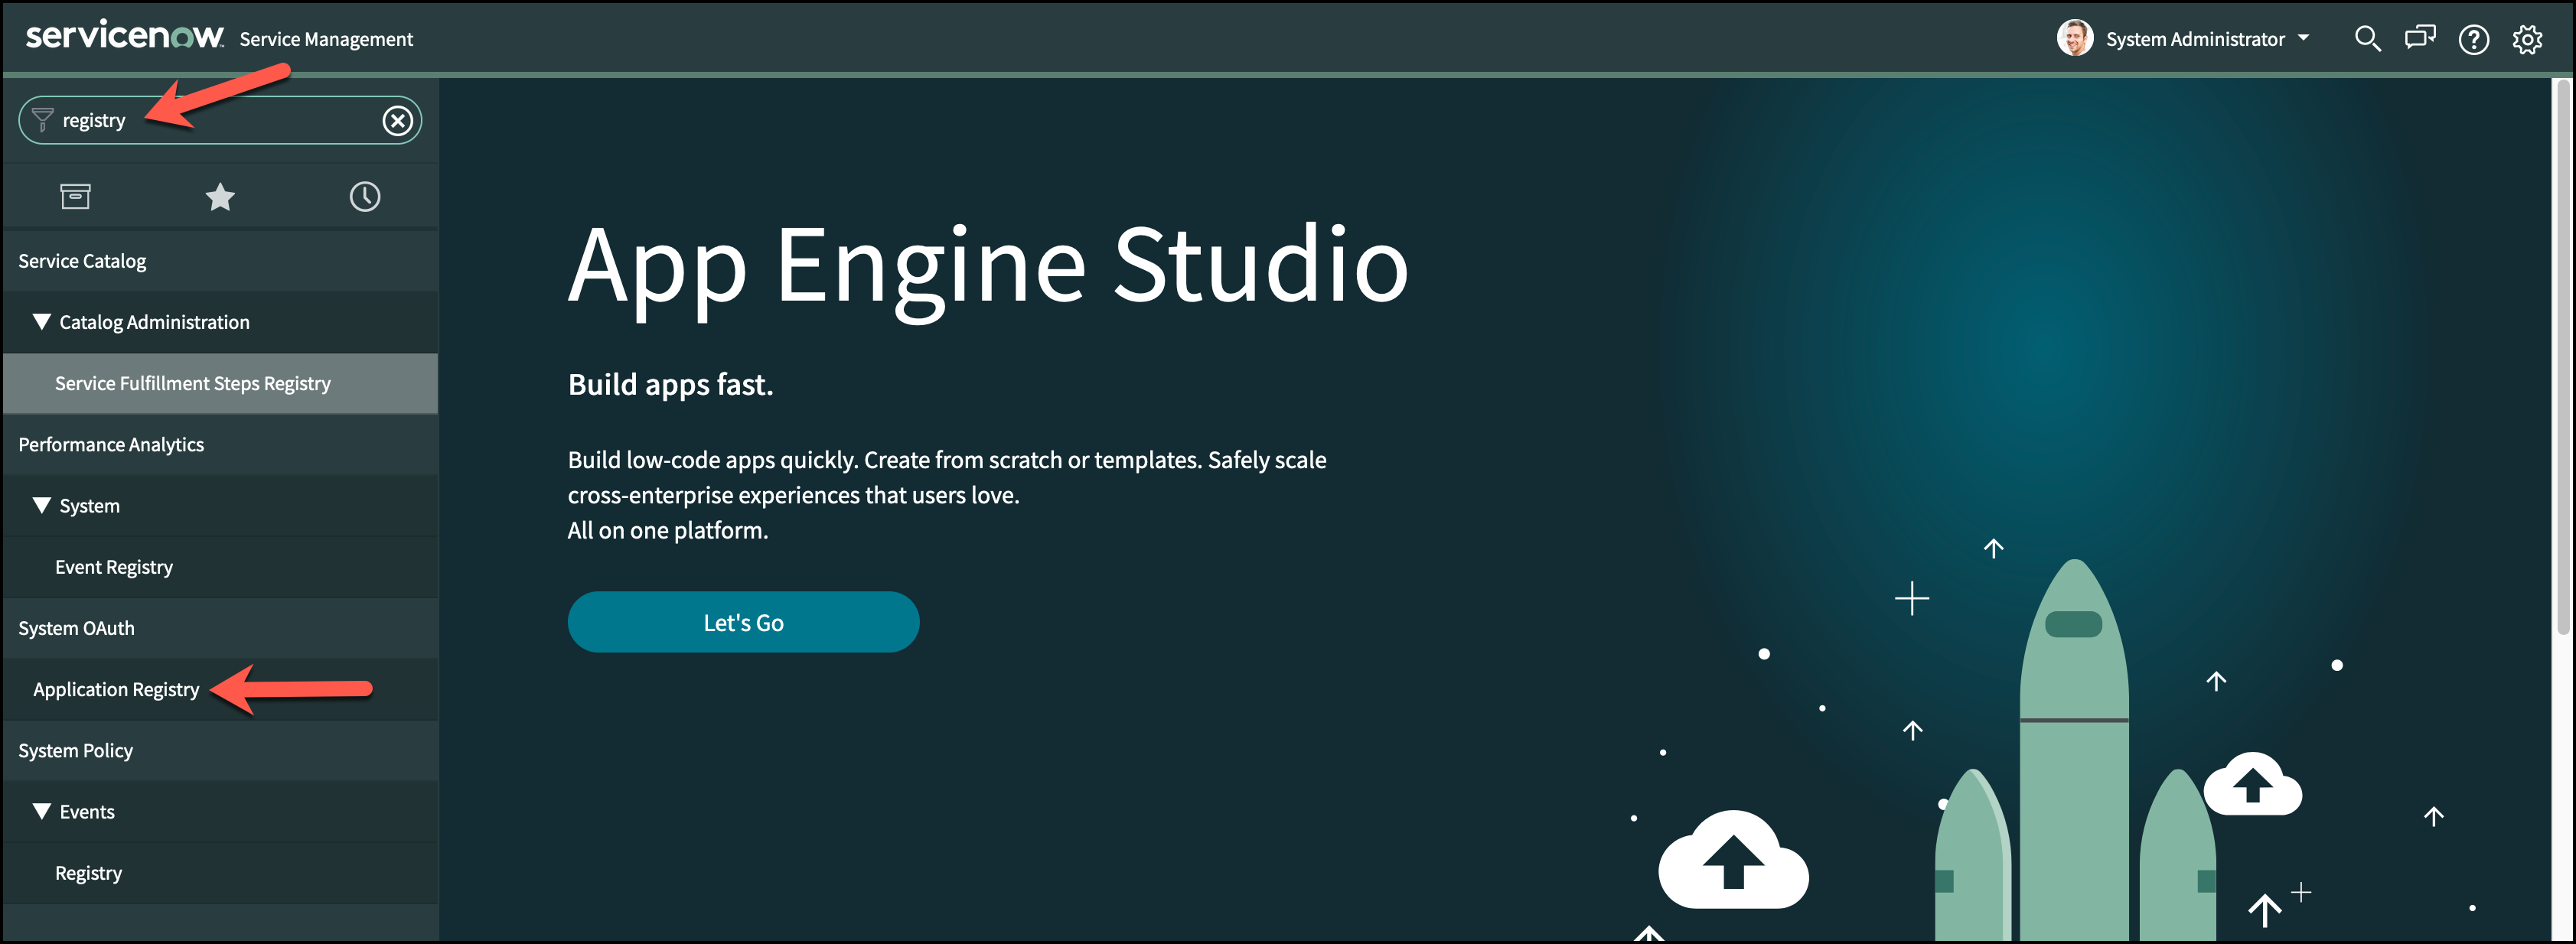 servicenow Service Management
System Administrator
registry
Service Catalog
Catalog Administration
Service Fulfillment Steps Registry
Performance Analytics
System
Event Registry
System OAuth
Application Registry
System Policy
Events
Registry
App Engine Studio
Build apps fast.
Build low-code apps quickly. Create from scratch or templates. Safely scale
cross-enterprise experiences that users love.
All on one platform.
Let's Go